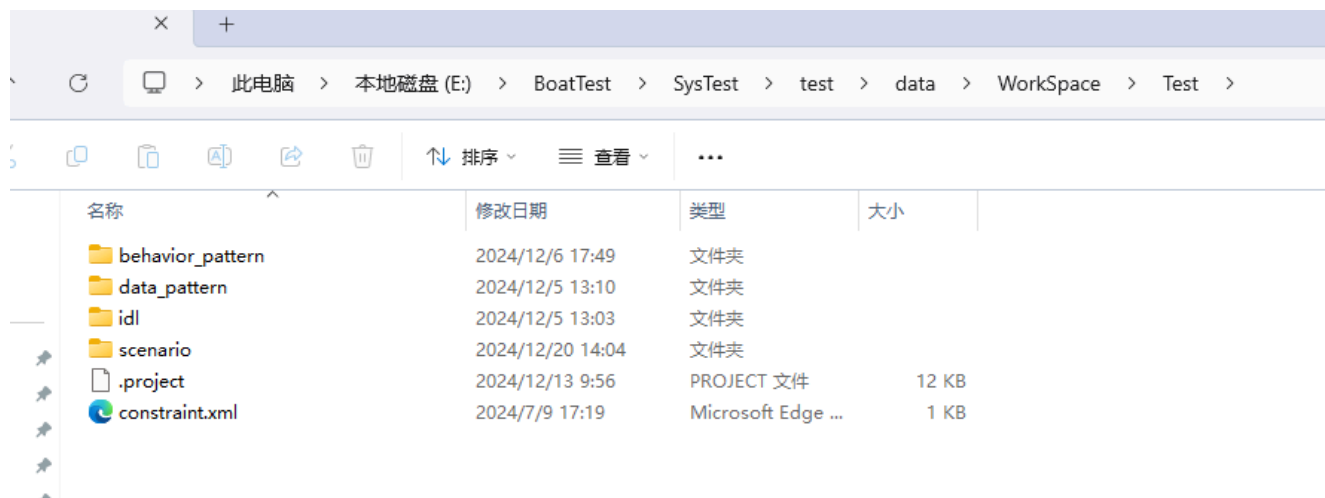 此电脑 > 本地磁盘 (E:) > BoatTest > SysTest > test > data > WorkSpace > Test >
排序 查看 ...
名称 修改日期 类型 大小
behavior_pattern 2024/12/6 17:49 文件夹
data_pattern 2024/12/5 13:10 文件夹
idl 2024/12/5 13:03 文件夹
scenario 2024/12/20 14:04 文件夹
.project 2024/12/13 9:56 PROJECT 文件 12 KB
constraint.xml 2024/7/9 17:19 Microsoft Edge ... 1 KB